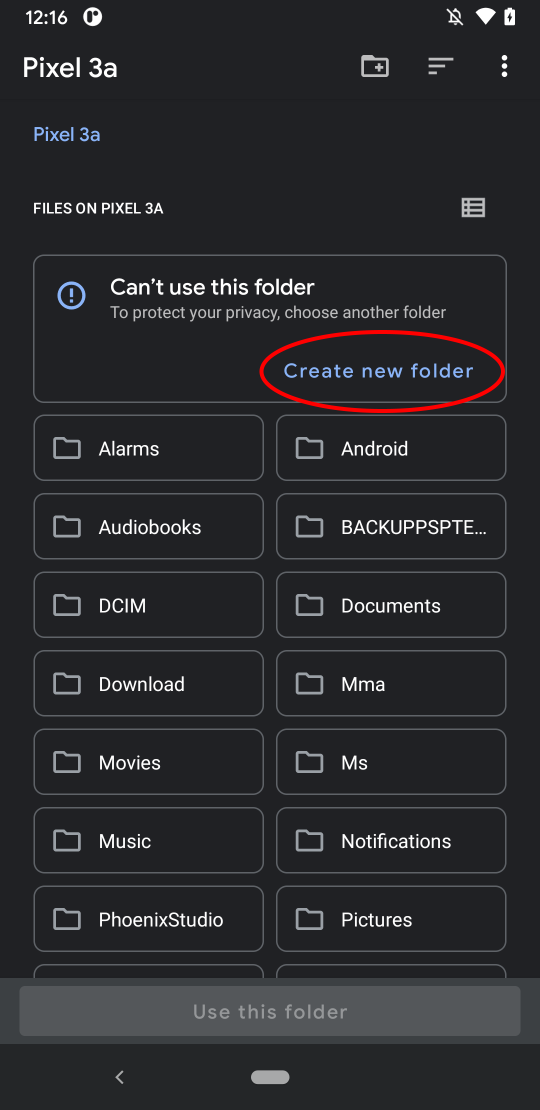 12:16
Pixel 3a
Pixel 3a
FILES ON PIXEL 3A
Can't use this folder
To protect your privacy, choose another folder
Create new folder
Alarms
Android
Audiobooks
BACKUPPSPTE...
DCIM
Documents
Download
Mma
Movies
Ms
Music
Notifications
PhoenixStudio
Pictures
Use this folder